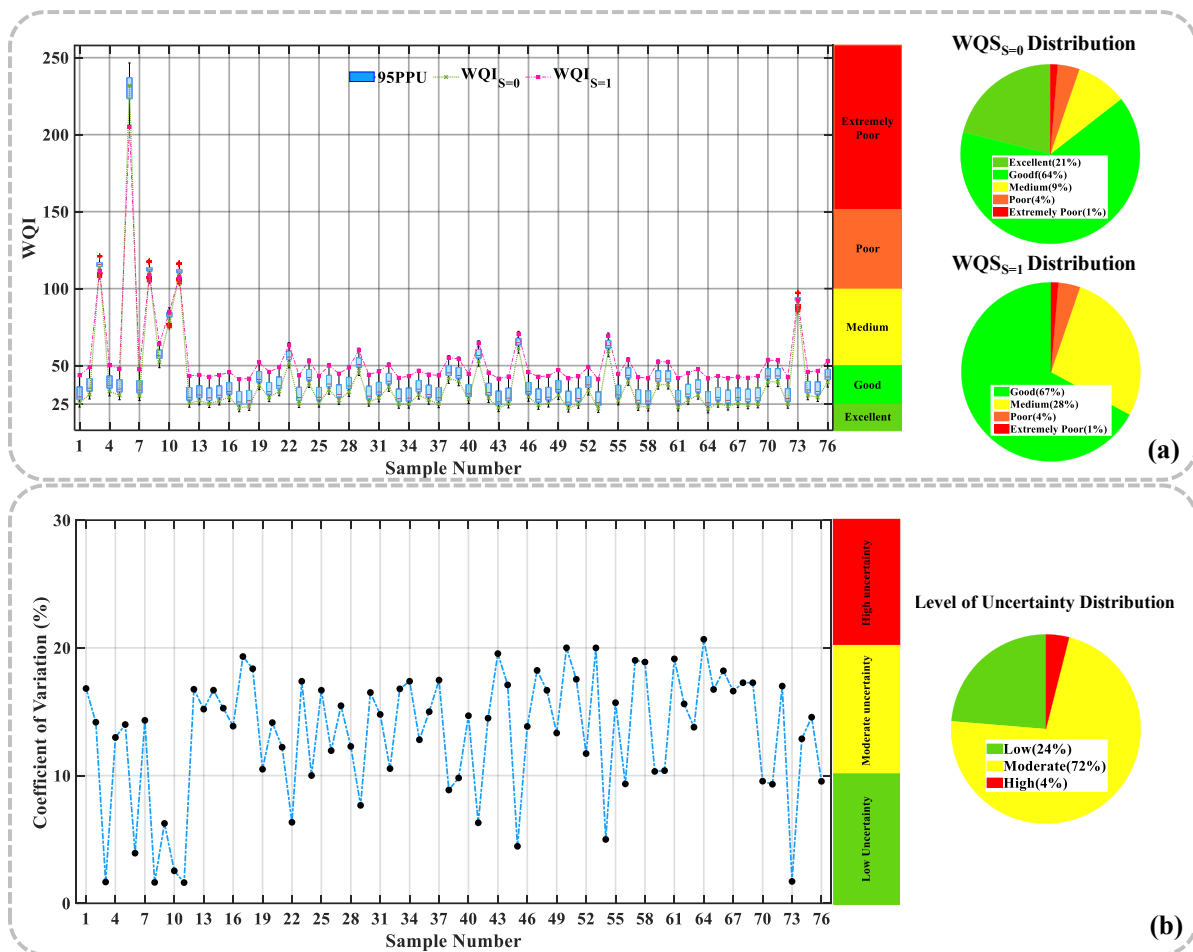 250
200
150
100
50
25
WQI
95PPU
WQI S=0
WQI S=1
Extremely
Poor
Poor
Medium
Good
Excellent
1 4 7 10 13 16 19 22 25 28 31 34 37 40 43 46 49 52 55 58 61 64 67 70 73 76
Sample Number
WQS S=0 Distribution
Excellent(21%)
Goodf(64%)
Medium(9%)
Poor(4%)
Extremely Poor(1%)
WQS S=1 Distribution
Good(67%)
Medium(28%)
Poor(4%)
Extremely Poor(1%)
(a)
30
20
10
0
Coefficient of Variation (%)
High uncertainty
Moderate uncertainty
Low Uncertainty
1 4 7 10 13 16 19 22 25 28 31 34 37 40 43 46 49 52 55 58 61 64 67 70 73 76
Sample Number
Level of Uncertainty Distribution
Low(24%)
Moderate(72%)
High(4%)
(b)